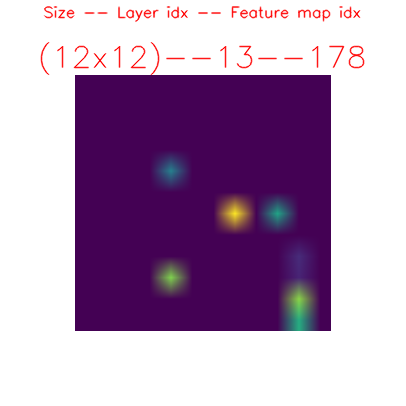 Size -- Layer idx -- Feature map idx
(12x12)--13--178